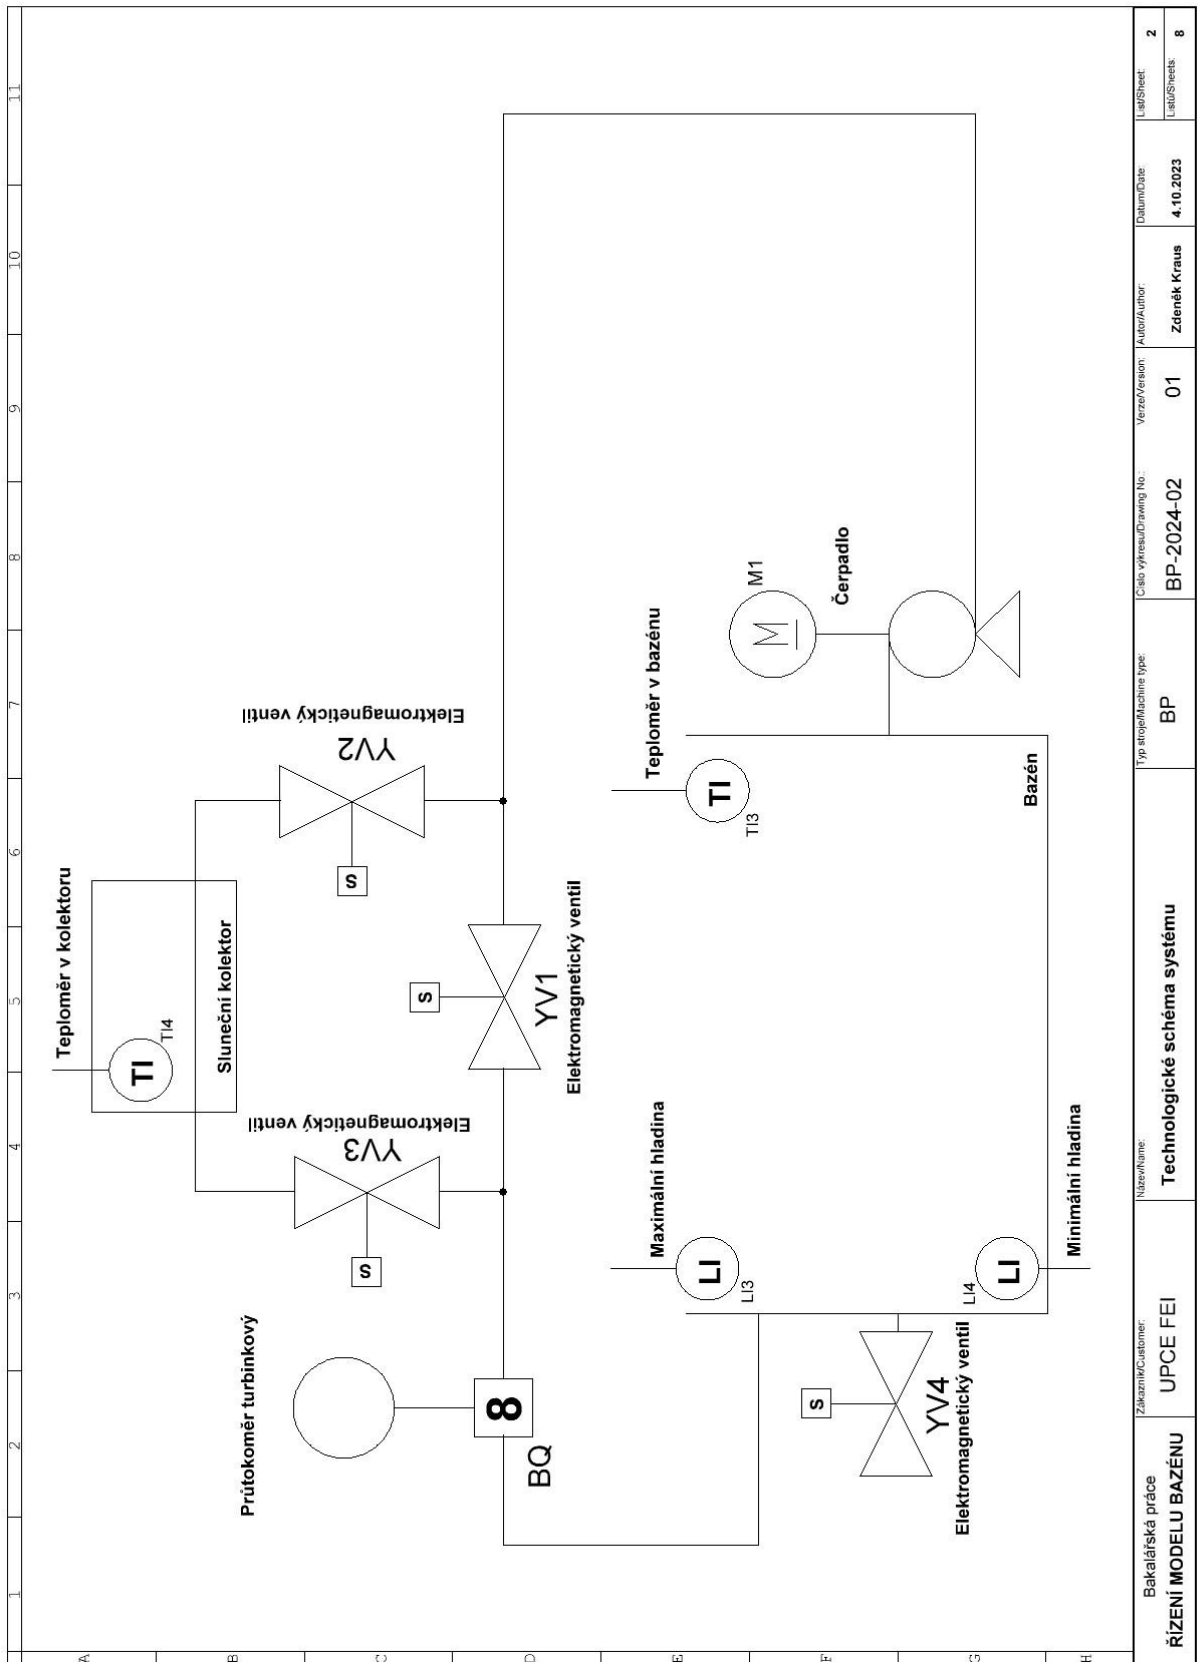 1 2 3 4 5 6 7 8 9 10 11
A
B
C
D
E
F
G
H
Teploměr v kolektoru
TI
TI4
Sluneční kolektor
S
YV3
Elektromagnetický ventil
S
YV2
Elektromagnetický ventil
Průtokoměr turbinkový
8
BQ
S
YV1
Elektromagnetický ventil
Maximální hladina
LI
LI3
Teploměr v bazénu
TI
TI3
M
M1
Čerpadlo
S
YV4
Elektromagnetický ventil
LI4
LI
Minimální hladina
Bazén
Bakalářská práce
ŘÍZENÍ MODELU BAZÉNU
Zákazník/Customer:
UPCE FEI
Název/Name:
Technologické schéma systému
Typ stroje/Machine type:
BP
Číslo výkresu/Drawing No.:
BP-2024-02
Verze/Version:
01
Autor/Author:
Zdeněk Kraus
Datum/Date:
4.10.2023
List/Sheet: 2
Listů/Sheets: 8